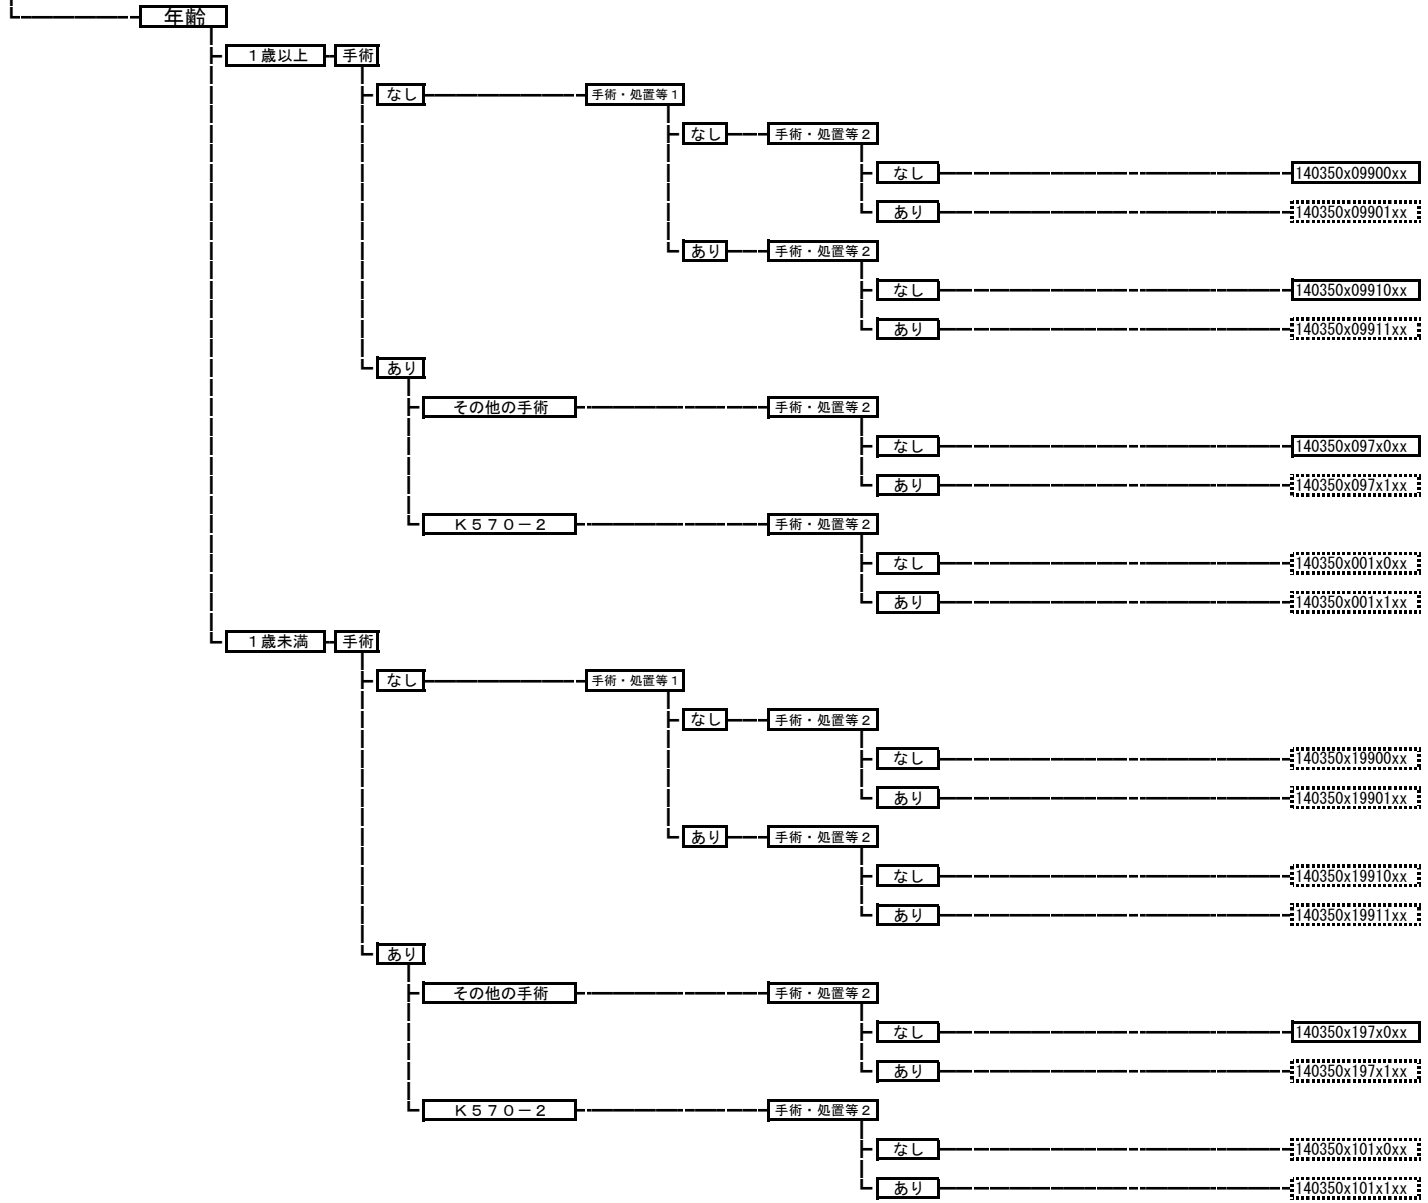 年齢
１歳以上 手術
なし 手術・処置等１
なし 手術・処置等２
なし 140350x09900xx
あり 140350x09901xx
あり 手術・処置等２
なし 140350x09910xx
あり 140350x09911xx
あり
その他の手術 手術・処置等２
なし 140350x097x0xx
あり 140350x097x1xx
Ｋ５７０－２ 手術・処置等２
なし 140350x001x0xx
あり 140350x001x1xx
１歳未満 手術
なし 手術・処置等１
なし 手術・処置等２
なし 140350x19900xx
あり 140350x19901xx
あり 手術・処置等２
なし 140350x19910xx
あり 140350x19911xx
あり
その他の手術 手術・処置等２
なし 140350x197x0xx
あり 140350x197x1xx
Ｋ５７０－２ 手術・処置等２
なし 140350x101x0xx
あり 140350x101x1xx